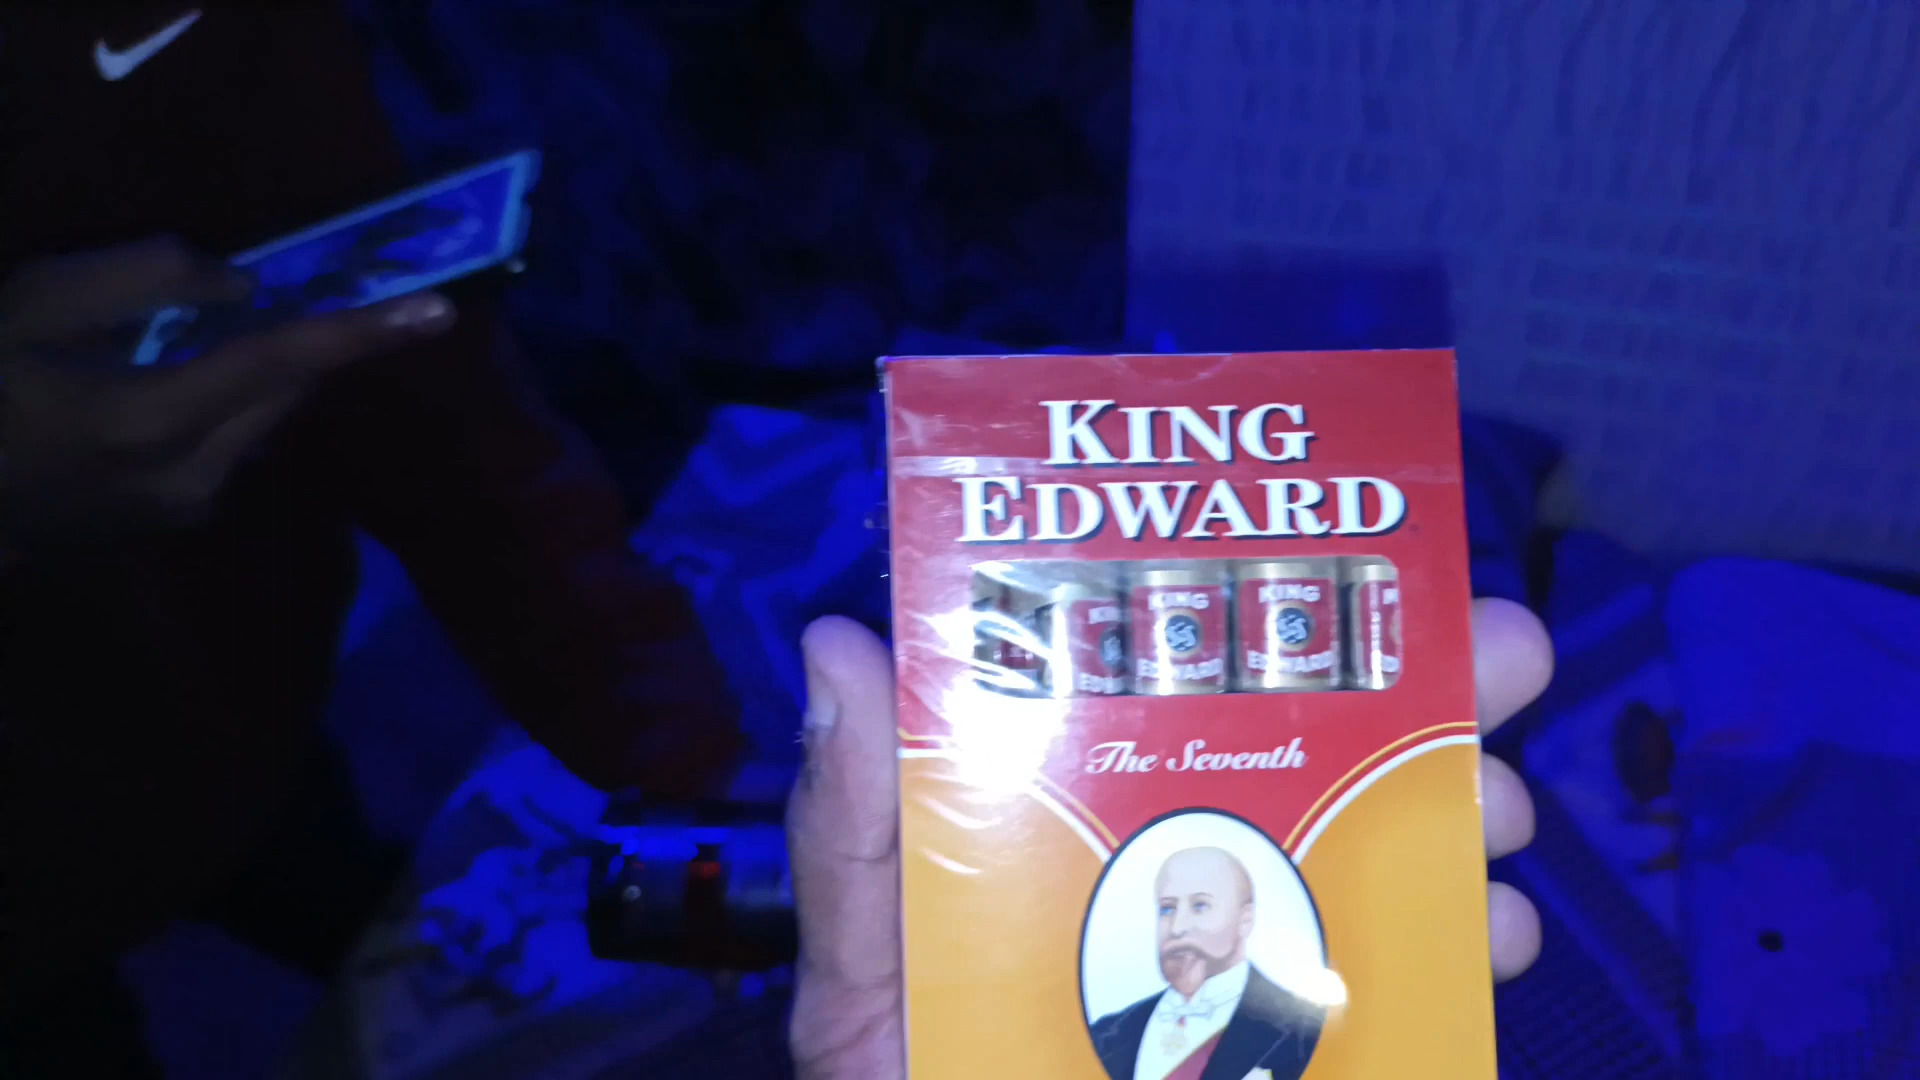 KING
EDWARD
KING KING
EDWARD EDWARD
The Seventh